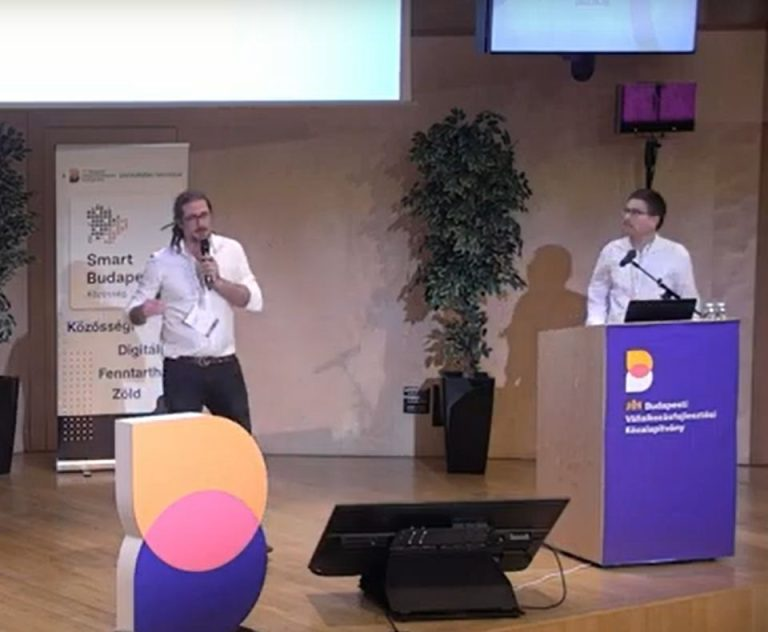 Smart
Budape
Közösségi
Digitál
Fenntarth
Zöld
Budapesti
Vállalkozásfejlesztési
Közalapítvány